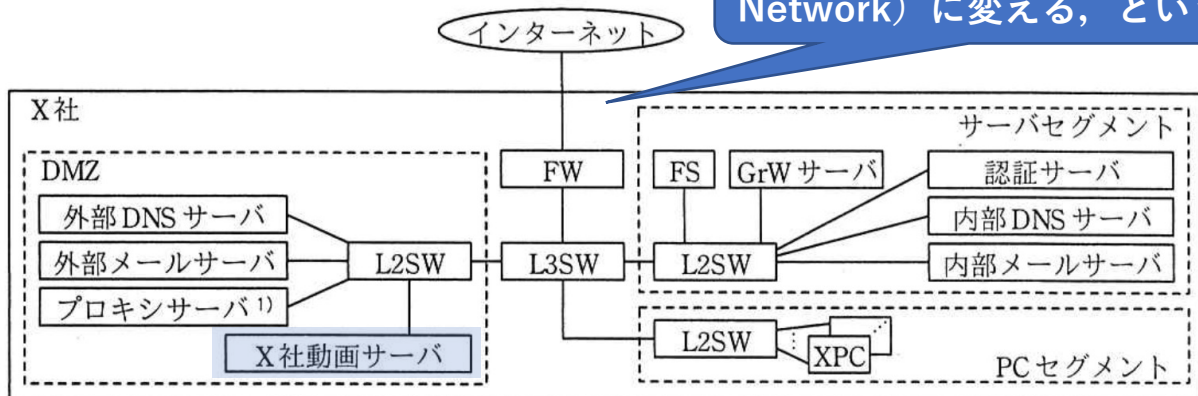 Network）に変える，とい
インターネット
X社
サーバセグメント
DMZ
FW
FS
GrWサーバ
認証サーバ
外部DNSサーバ
内部DNSサーバ
外部メールサーバ
L2SW
L3SW
L2SW
内部メールサーバ
プロキシサーバ 1)
X社動画サーバ
L2SW
XPC
PCセグメント